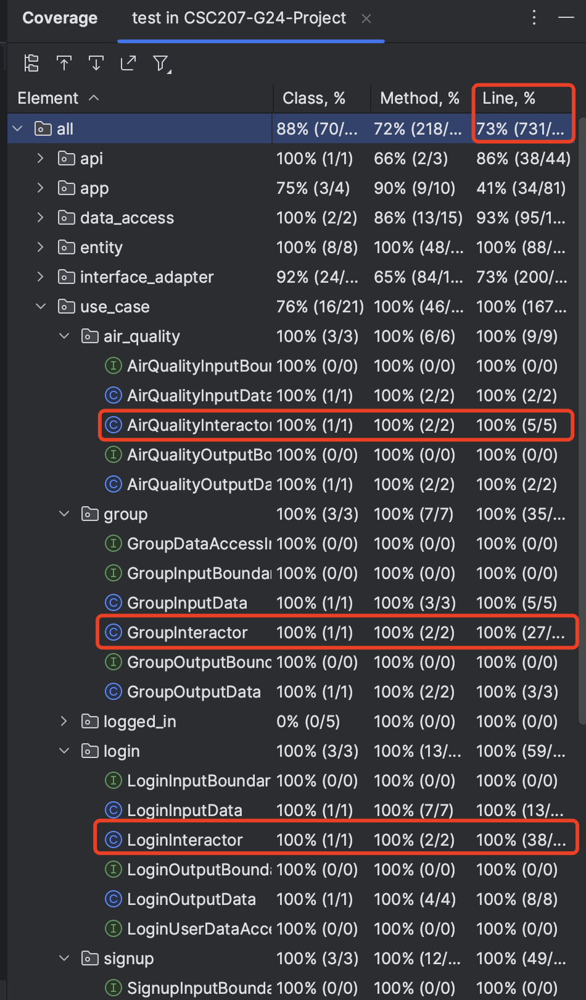 Coverage test in CSC207-G24-Project
Element Class, % Method, % Line, %
all 88% (70/... 72% (218/... 73% (731/...
api 100% (1/1) 66% (2/3) 86% (38/44)
app 75% (3/4) 90% (9/10) 41% (34/81)
data_access 100% (2/2) 86% (13/15) 93% (95/1...
entity 100% (8/8) 100% (48/... 100% (88/...
interface_adapter 92% (24/... 65% (84/1... 73% (200/...
use_case 76% (16/21) 100% (46/... 100% (167...
air_quality 100% (3/3) 100% (6/6) 100% (9/9)
I AirQualityInputBour 100% (0/0) 100% (0/0) 100% (0/0)
C AirQualityInputData 100% (1/1) 100% (2/2) 100% (2/2)
C AirQualityInteractor 100% (1/1) 100% (2/2) 100% (5/5)
I AirQualityOutputBo 100% (0/0) 100% (0/0) 100% (0/0)
C AirQualityOutputDa 100% (1/1) 100% (2/2) 100% (2/2)
group 100% (3/3) 100% (7/7) 100% (35/...
I GroupDataAccessIn 100% (0/0) 100% (0/0) 100% (0/0)
I GroupInputBoundar 100% (0/0) 100% (0/0) 100% (0/0)
C GroupInputData 100% (1/1) 100% (3/3) 100% (5/5)
C GroupInteractor 100% (1/1) 100% (2/2) 100% (27/...
I GroupOutputBounc 100% (0/0) 100% (0/0) 100% (0/0)
C GroupOutputData 100% (1/1) 100% (2/2) 100% (3/3)
logged_in 0% (0/5) 100% (0/0) 100% (0/0)
login 100% (3/3) 100% (13/... 100% (59/...
I LoginInputBoundar 100% (0/0) 100% (0/0) 100% (0/0)
C LoginInputData 100% (1/1) 100% (7/7) 100% (13/...
C LoginInteractor 100% (1/1) 100% (2/2) 100% (38/...
I LoginOutputBounda 100% (0/0) 100% (0/0) 100% (0/0)
C LoginOutputData 100% (1/1) 100% (4/4) 100% (8/8)
I LoginUserDataAcce 100% (0/0) 100% (0/0) 100% (0/0)
signup 100% (3/3) 100% (12/... 100% (49/...
I SignupInputBounda 100% (0/0) 100% (0/0) 100% (0/0)